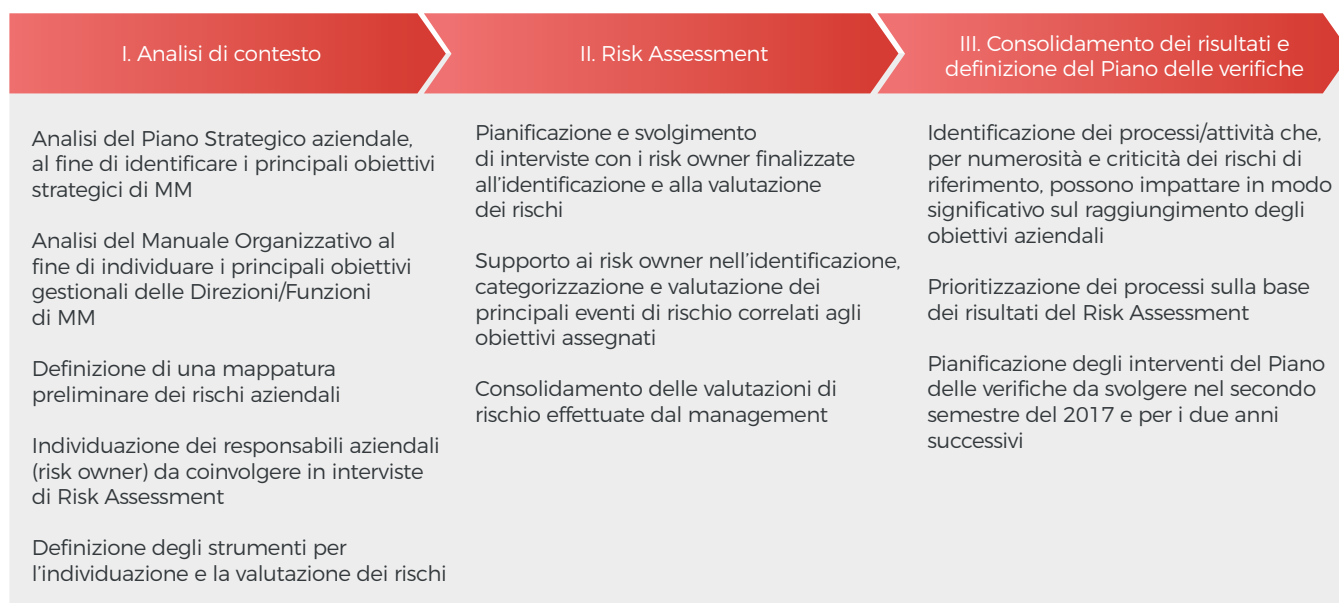 I. Analisi di contesto
Analisi del Piano Strategico aziendale,
al fine di identificare i principali obiettivi
strategici di MM
Analisi del Manuale Organizzativo al
fine di individuare i principali obiettivi
gestionali delle Direzioni/Funzioni
di MM
Definizione di una mappatura
preliminare dei rischi aziendali
Individuazione dei responsabili aziendali
(risk owner) da coinvolgere in interviste
di Risk Assessment
Definizione degli strumenti per
l'individuazione e la valutazione dei rischi
II. Risk Assessment
Pianificazione e svolgimento
di interviste con i risk owner finalizzate
all'identificazione e alla valutazione
dei rischi
Supporto ai risk owner nell'identificazione,
categorizzazione e valutazione dei
principali eventi di rischio correlati agli
obiettivi assegnati
Consolidamento delle valutazioni di
rischio effettuate dal management
III. Consolidamento dei risultati e
definizione del Piano delle verifiche
Identificazione dei processi/attività che,
per numerosità e criticità dei rischi di
riferimento, possono impattare in modo
significativo sul raggiungimento degli
obiettivi aziendali
Prioritizzazione dei processi sulla base
dei risultati del Risk Assessment
Pianificazione degli interventi del Piano
delle verifiche da svolgere nel secondo
semestre del 2017 e per i due anni
successivi